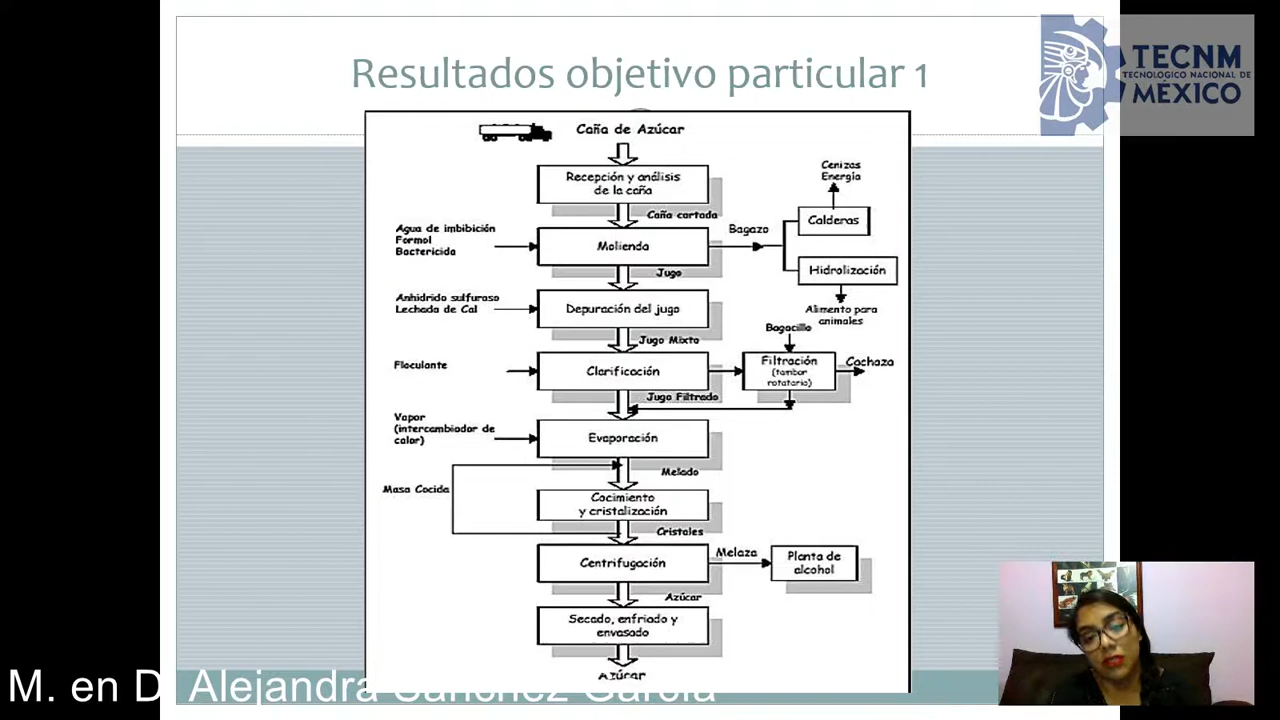 Resultados objetivo particular 1
TECNM
TECNOLÓGICO NACIONAL DE
MÉXICO
Caña de Azúcar
Recepción y análisis
de la caña
Caña cortada
Agua de imbibición
Formol
Bactericida
Molienda
Bagazo
Cenizas
Energía
Calderas
Hidrolización
Alimento para
animales
Jugo
Anhidrido sulfuroso
Lechada de Cal
Depuración del jugo
Jugo Mixto
Bagacillo
Floculante
Clarificación
Filtración
(tambor
rotatorio)
Cachaza
Jugo Filtrado
Vapor
(intercambiador de
calor)
Evaporación
Melado
Masa Cocida
Cocimiento
y cristalización
Cristales
Centrifugación
Melaza
Planta de
alcohol
Azúcar
Secado, enfriado y
envasado
Azúcar
M. en D. Alejandra Sánchez García